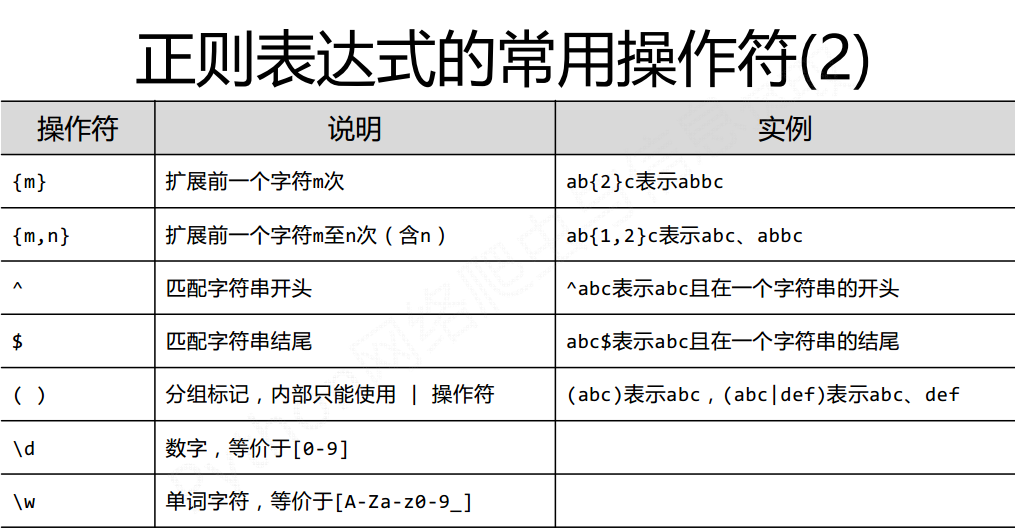 正则表达式的常用操作符(2)
操作符 说明 实例
{m} 扩展前一个字符m次 ab{2}c表示abbc
{m,n} 扩展前一个字符m至n次（含n） ab{1,2}c表示abc、abbc
^ 匹配字符串开头 ^abc表示abc且在一个字符串的开头
$ 匹配字符串结尾 abc$表示abc且在一个字符串的结尾
( ) 分组标记，内部只能使用 | 操作符 (abc)表示abc，(abc|def)表示abc、def
\d 数字，等价于[0‐9]
\w 单词字符，等价于[A‐Za‐z0‐9_]